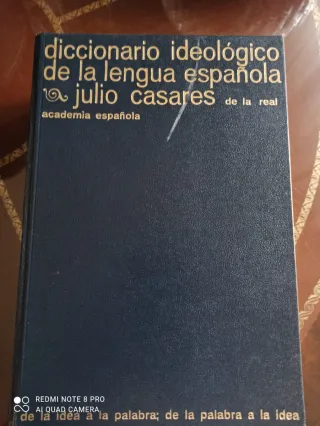 diccionario ideológico
de la lengua española
julio casares de la real
academia española
de la idea a la palabra; de la palabra a la idea
REDMI NOTE 8 PRO
AI QUAD CAMERA